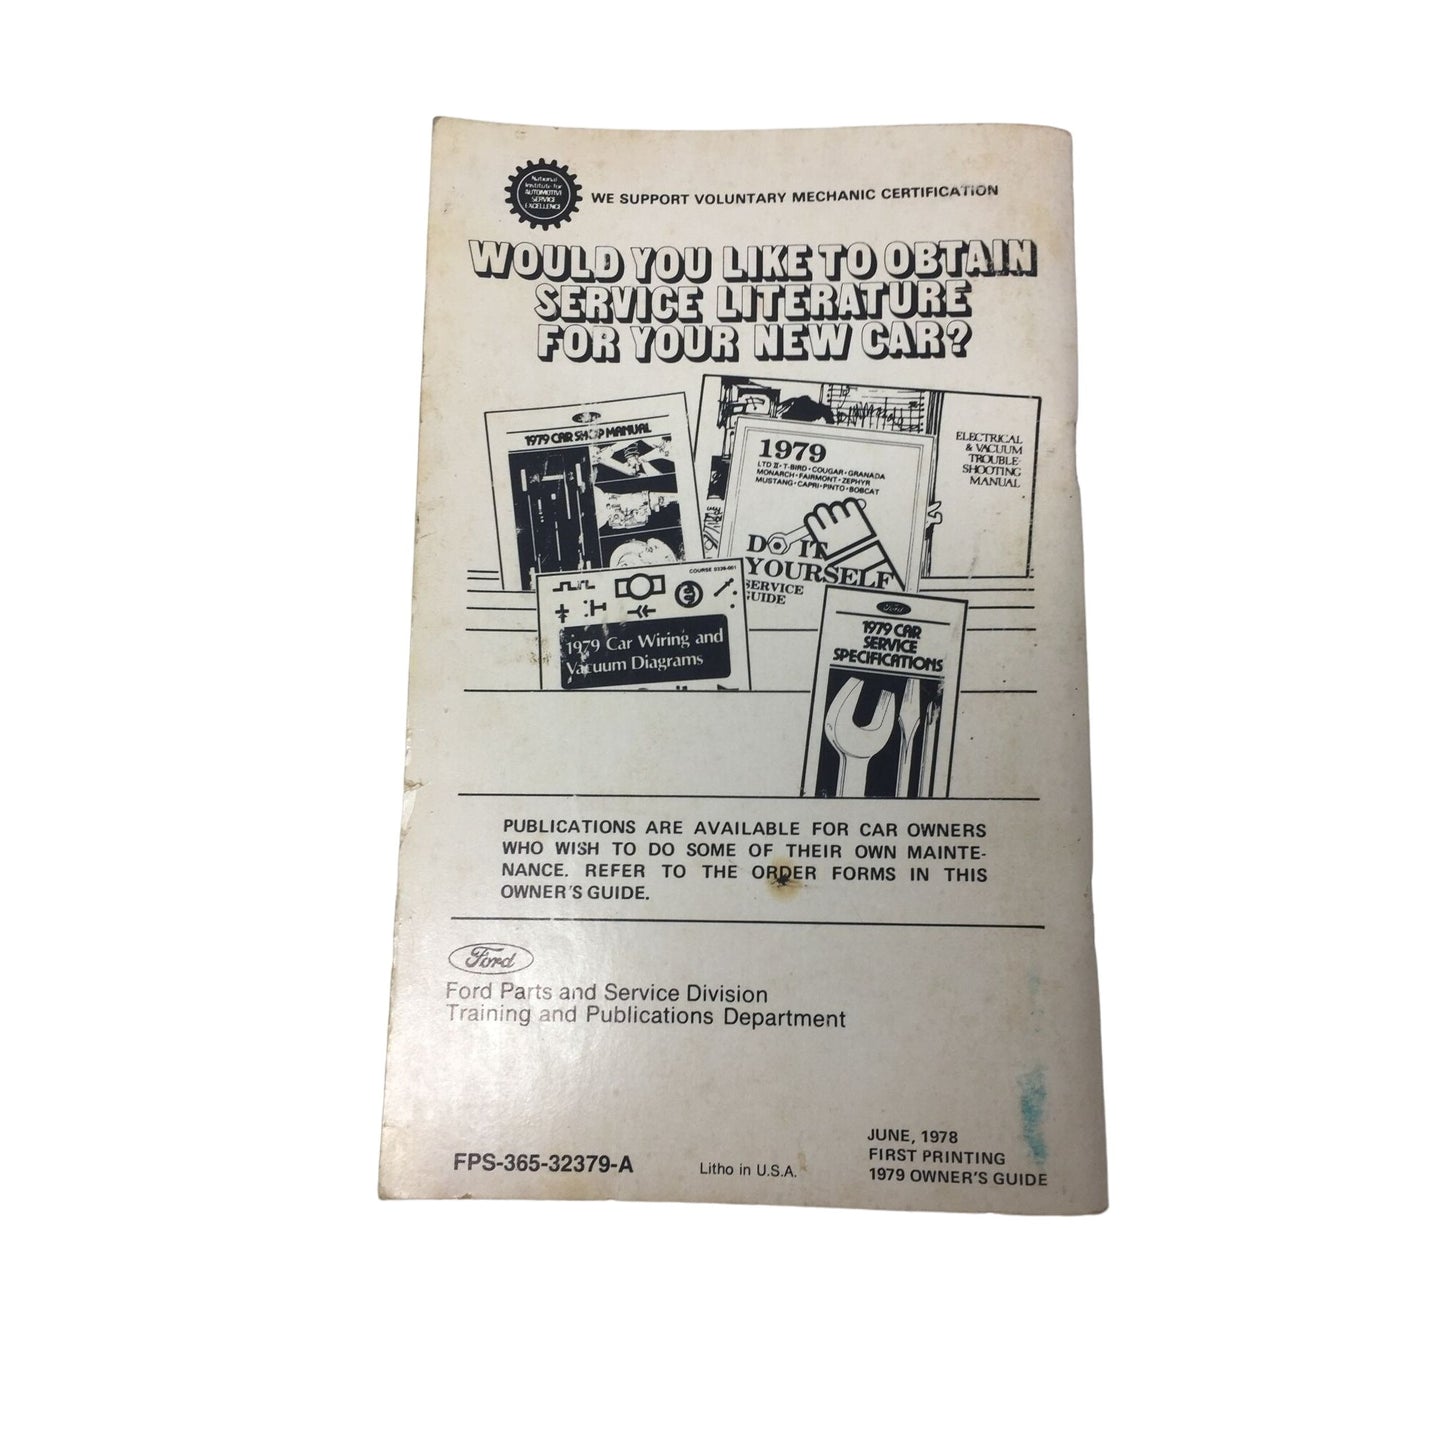 National
Institute for
AUTOMOTIVE
SERVICE
EXCELLENCE
WE SUPPORT VOLUNTARY MECHANIC CERTIFICATION
WOULD YOU LIKE TO OBTAIN
SERVICE LITERATURE
FOR YOUR NEW CAR?
1979 CAR SHOP MANUAL
1979
LTD II • T-BIRD • COUGAR • GRANADA
MONARCH • FAIRMONT • ZEPHYR
MUSTANG • CAPRI • PINTO • BOBCAT
DO IT
YOURSELF
SERVICE
GUIDE
ELECTRICAL
& VACUUM
TROUBLE-
SHOOTING
MANUAL
1979 Car Wiring and
Vacuum Diagrams
Ford
1979 CAR
SERVICE
SPECIFICATIONS
PUBLICATIONS ARE AVAILABLE FOR CAR OWNERS
WHO WISH TO DO SOME OF THEIR OWN MAINTE-
NANCE. REFER TO THE ORDER FORMS IN THIS
OWNER'S GUIDE.
Ford
Ford Parts and Service Division
Training and Publications Department
FPS-365-32379-A
Litho in U.S.A.
JUNE, 1978
FIRST PRINTING
1979 OWNER'S GUIDE